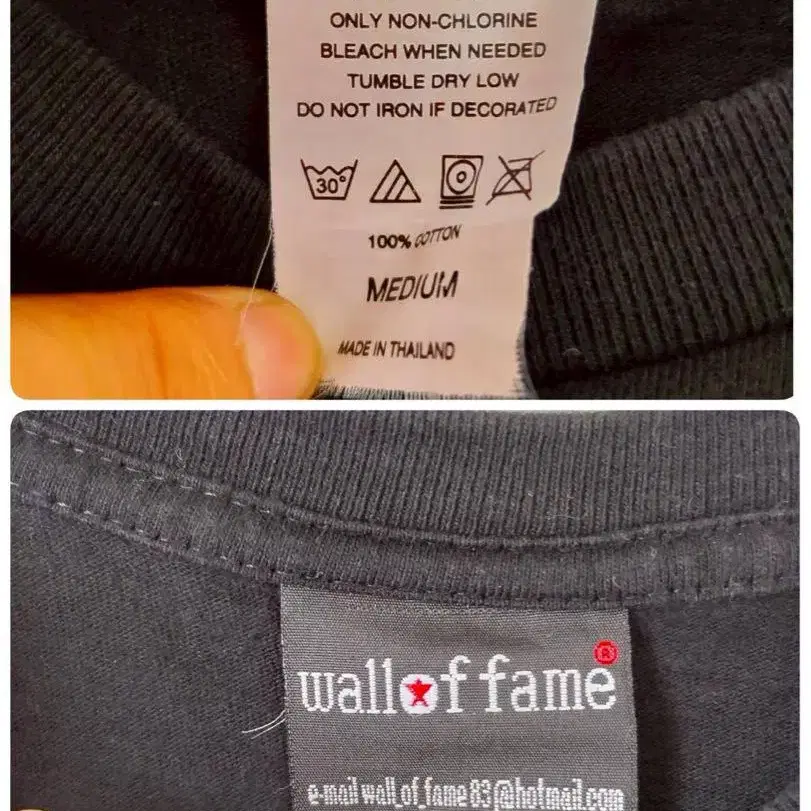 ONLY NON-CHLORINE
BLEACH WHEN NEEDED
TUMBLE DRY LOW
DO NOT IRON IF DECORATED
30°
100% COTTON
MEDIUM
MADE IN THAILAND
wall of fame ®
e-mail wall_of_fame83@hotmail.com